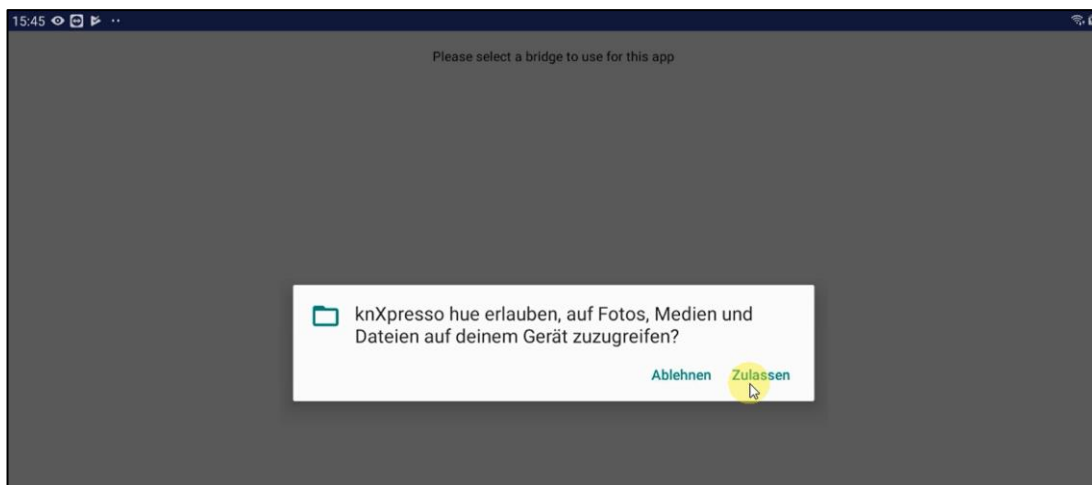 15:45
Please select a bridge to use for this app
knXpresso hue erlauben, auf Fotos, Medien und
Dateien auf deinem Gerät zuzugreifen?
Ablehnen Zulassen